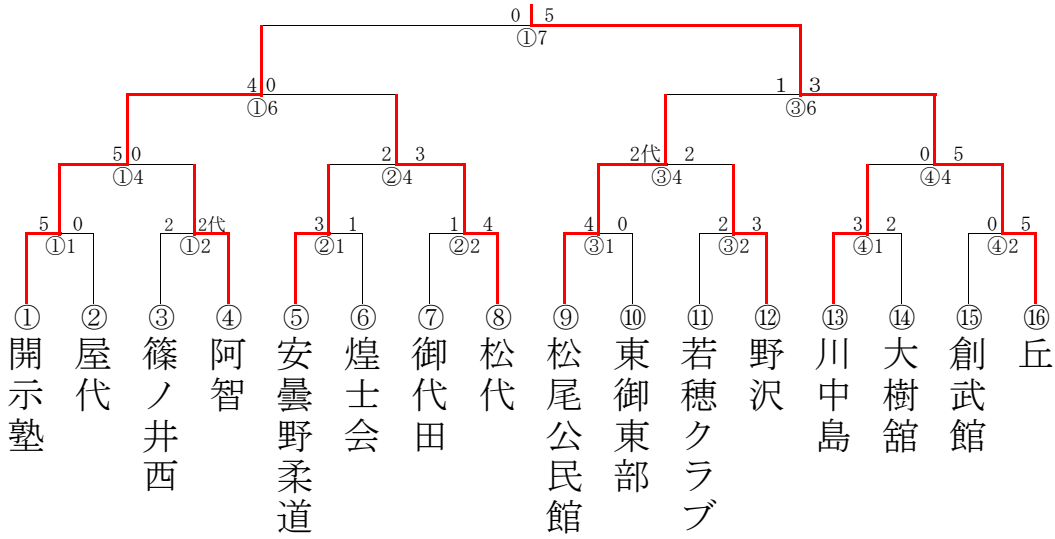 0 5
①7
4 0
①6
1 3
③6
5 0
①4
2 3
②4
2代 2
③4
0 5
④4
5 0
①1
2 2代
①2
3 1
②1
1 4
②2
4 0
③1
2 3
③2
3 2
④1
0 5
④2
① 開示塾
② 屋代
③ 篠ノ井西
④ 阿智
⑤ 安曇野柔道
⑥ 煌士会
⑦ 御代田
⑧ 松代
⑨ 松尾公民館
⑩ 東御東部
⑪ 若穂クラブ
⑫ 野沢
⑬ 川中島
⑭ 大樹舘
⑮ 創武館
⑯ 丘